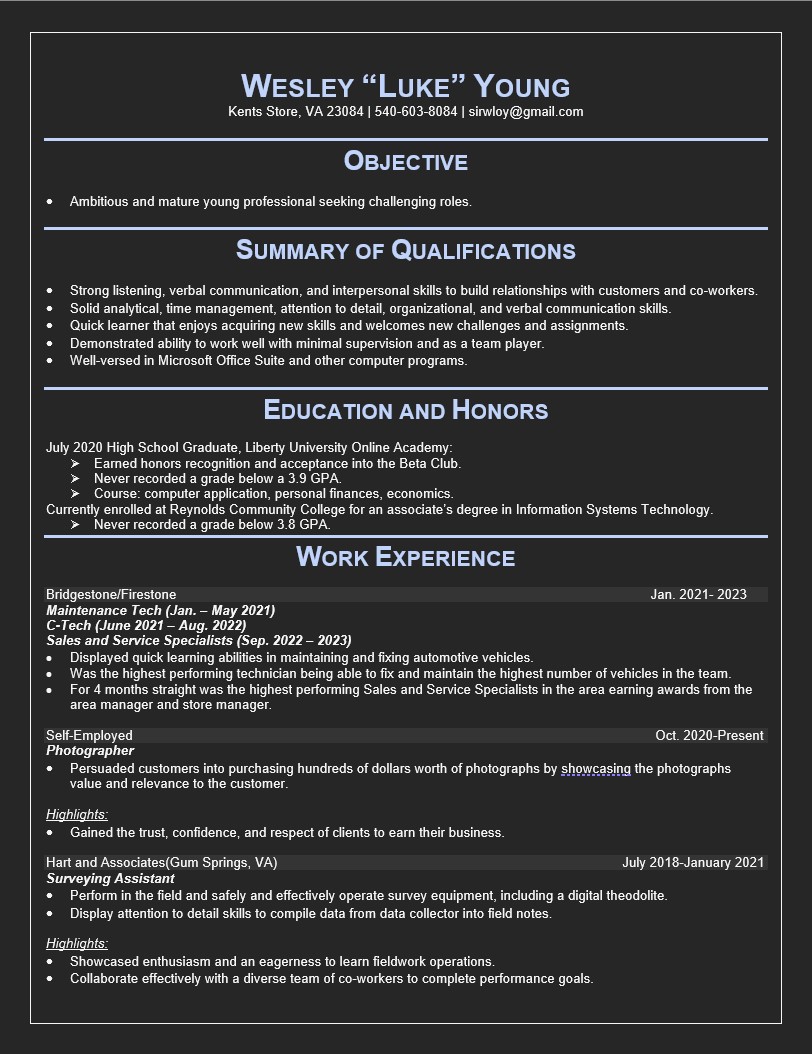 Wesley “Luke” Young
Kents Store, VA 23084 | 540-603-8084 | sirwloy@gmail.com
Objective
• Ambitious and mature young professional seeking challenging roles.
Summary of Qualifications
• Strong listening, verbal communication, and interpersonal skills to build relationships with customers and co-workers.
• Solid analytical, time management, attention to detail, organizational, and verbal communication skills.
• Quick learner that enjoys acquiring new skills and welcomes new challenges and assignments.
• Demonstrated ability to work well with minimal supervision and as a team player.
• Well-versed in Microsoft Office Suite and other computer programs.
Education and Honors
July 2020 High School Graduate, Liberty University Online Academy:
➢ Earned honors recognition and acceptance into the Beta Club.
➢ Never recorded a grade below a 3.9 GPA.
➢ Course: computer application, personal finances, economics.
Currently enrolled at Reynolds Community College for an associate’s degree in Information Systems Technology.
➢ Never recorded a grade below 3.8 GPA.
Work Experience
Bridgestone/Firestone Jan. 2021- 2023
Maintenance Tech (Jan. – May 2021)
C-Tech (June 2021 – Aug. 2022)
Sales and Service Specialists (Sep. 2022 – 2023)
• Displayed quick learning abilities in maintaining and fixing automotive vehicles.
• Was the highest performing technician being able to fix and maintain the highest number of vehicles in the team.
• For 4 months straight was the highest performing Sales and Service Specialists in the area earning awards from the
area manager and store manager.
Self-Employed Oct. 2020-Present
Photographer
• Persuaded customers into purchasing hundreds of dollars worth of photographs by showcasing the photographs
value and relevance to the customer.
Highlights:
• Gained the trust, confidence, and respect of clients to earn their business.
Hart and Associates(Gum Springs, VA) July 2018-January 2021
Surveying Assistant
• Perform in the field and safely and effectively operate survey equipment, including a digital theodolite.
• Display attention to detail skills to compile data from data collector into field notes.
Highlights:
• Showcased enthusiasm and an eagerness to learn fieldwork operations.
• Collaborate effectively with a diverse team of co-workers to complete performance goals.